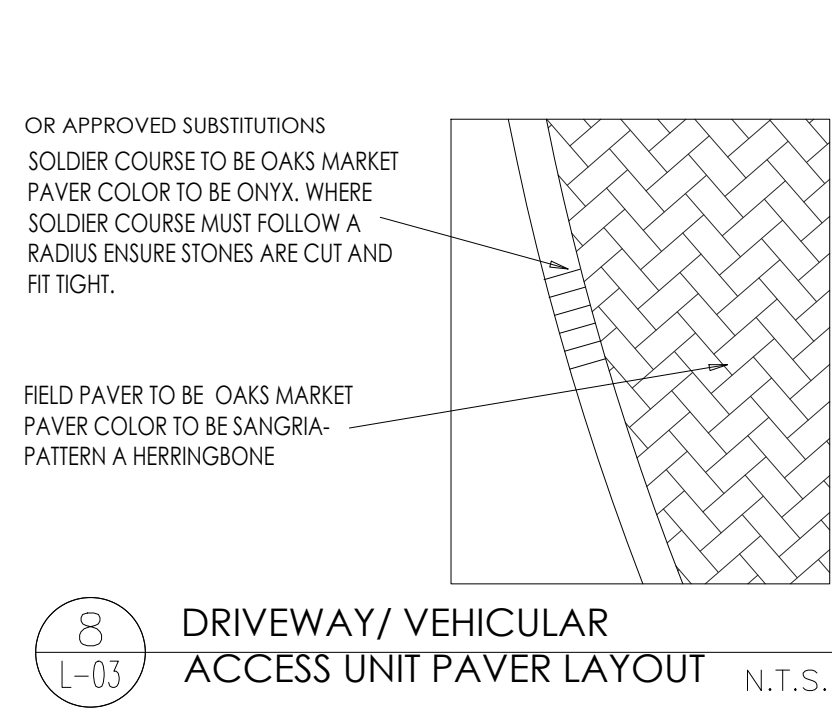 OR APPROVED SUBSTITUTIONS
SOLDIER COURSE TO BE OAKS MARKET
PAVER COLOR TO BE ONYX. WHERE
SOLDIER COURSE MUST FOLLOW A
RADIUS ENSURE STONES ARE CUT AND
FIT TIGHT.
FIELD PAVER TO BE OAKS MARKET
PAVER COLOR TO BE SANGRIA-
PATTERN A HERRINGBONE
8
L-03
DRIVEWAY/ VEHICULAR
ACCESS UNIT PAVER LAYOUT
N.T.S.